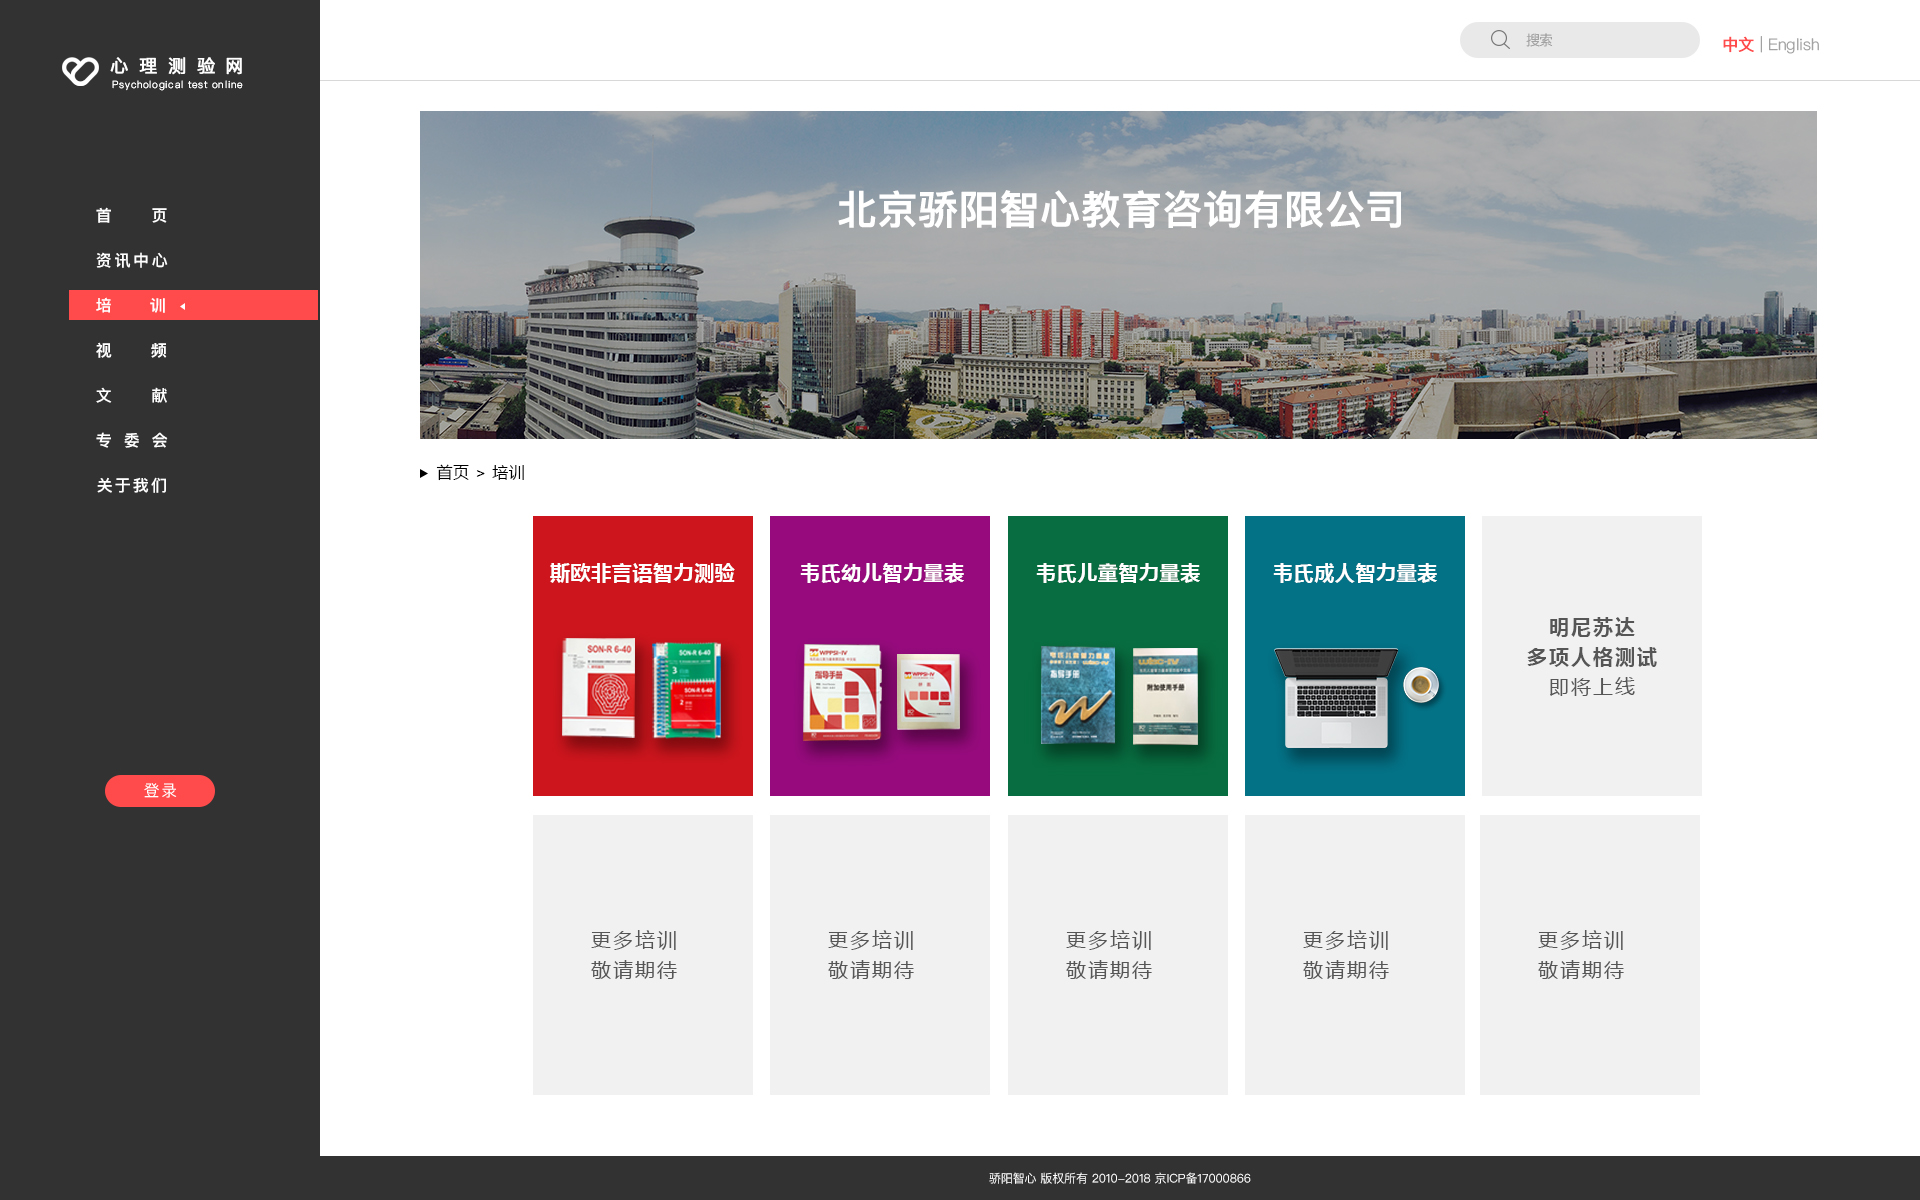 心理测验网
Psychological test online
搜索
中文 | English
首页
资讯中心
培训
视频
文献
专委会
关于我们
登录
北京骄阳智心教育咨询有限公司
首页 > 培训
斯欧非言语智力测验
SON-R 6-40
SON-R 6-40
3
SON-R 6-40
2
韦氏幼儿智力量表
WPPSI-IV
指导手册
WPPSI-IV
韦氏儿童智力量表
指导手册
附加使用手册
韦氏成人智力量表
明尼苏达
多项人格测试
即将上线
更多培训
敬请期待
更多培训
敬请期待
更多培训
敬请期待
更多培训
敬请期待
更多培训
敬请期待
骄阳智心 版权所有 2010-2018 京ICP备17000866